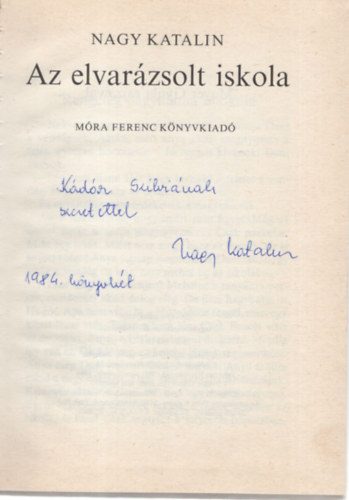 NAGY KATALIN
Az elvarázsolt iskola
MÓRA FERENC KÖNYVKIADÓ
Kádár Szilviának
szeretettel
Nagy Katalin
1984. könyvhét